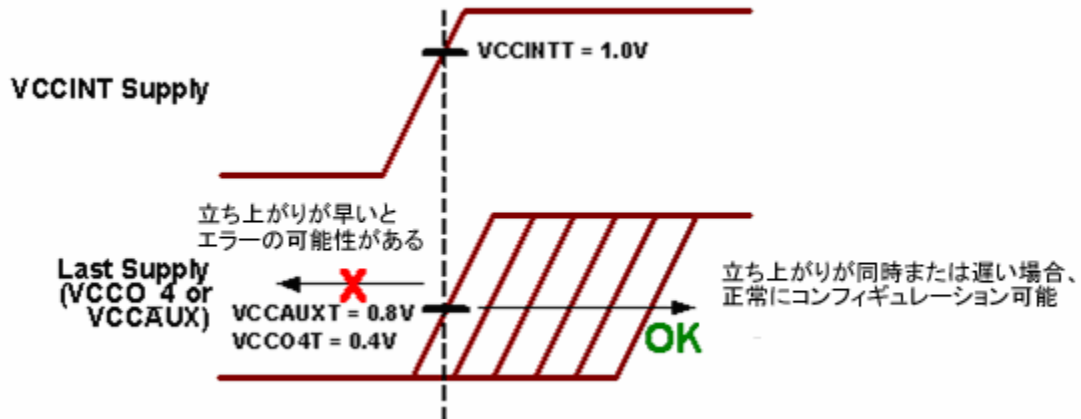 VCCINTT = 1.0V
VCCINT Supply
立ち上がりが早いと
エラーの可能性がある
Last Supply
(VCCO_4 or
VCCAUX)
X
VCCAUXT = 0.8V
VCCO4T = 0.4V
OK
立ち上がりが同時または遅い場合、
正常にコンフィギュレーション可能